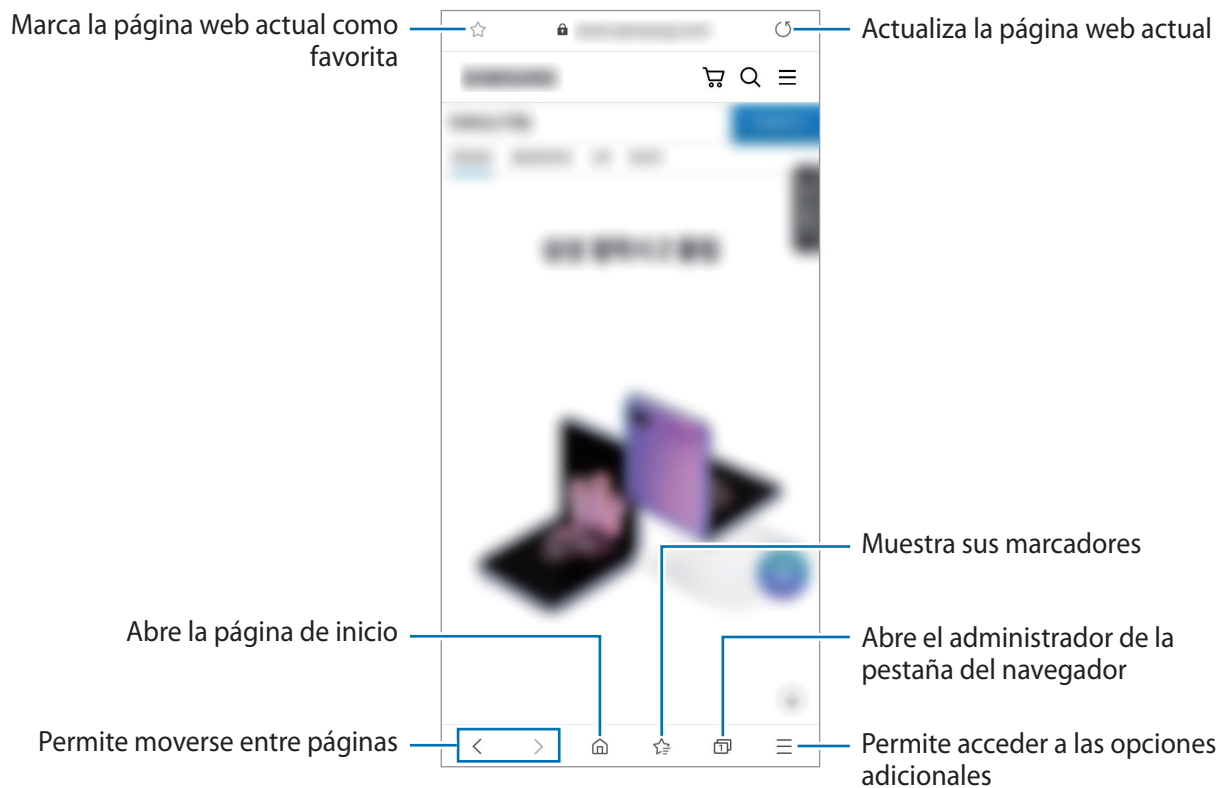 Marca la página web actual como
favorita
Actualiza la página web actual
Muestra sus marcadores
Abre la página de inicio
Abre el administrador de la
pestaña del navegador
Permite moverse entre páginas
1
Permite acceder a las opciones
adicionales